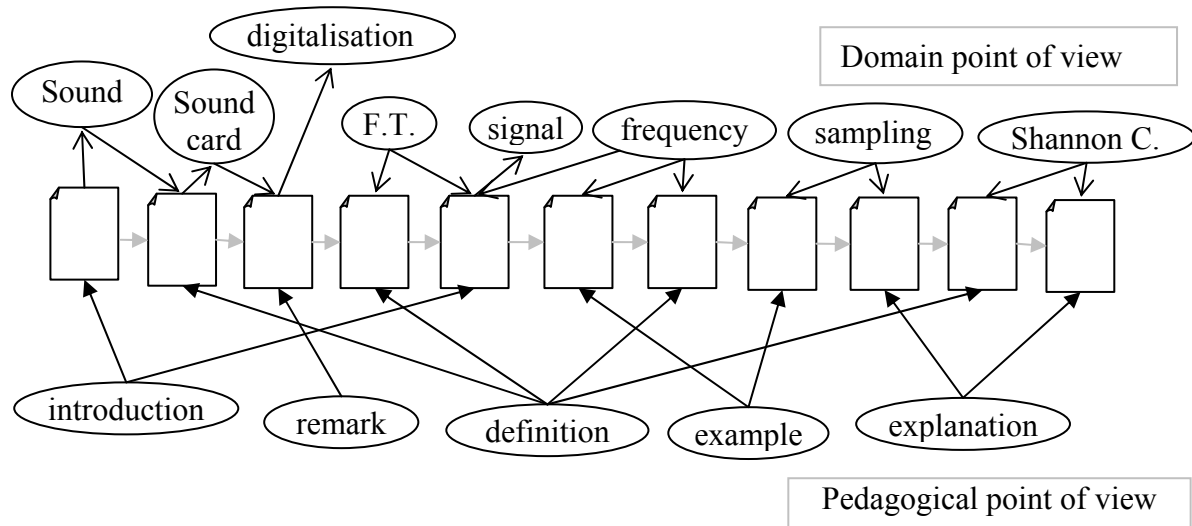 digitalisation
Domain point of view
Sound
Sound
card
F.T.
signal
frequency
sampling
Shannon C.
introduction
remark
definition
example
explanation
Pedagogical point of view